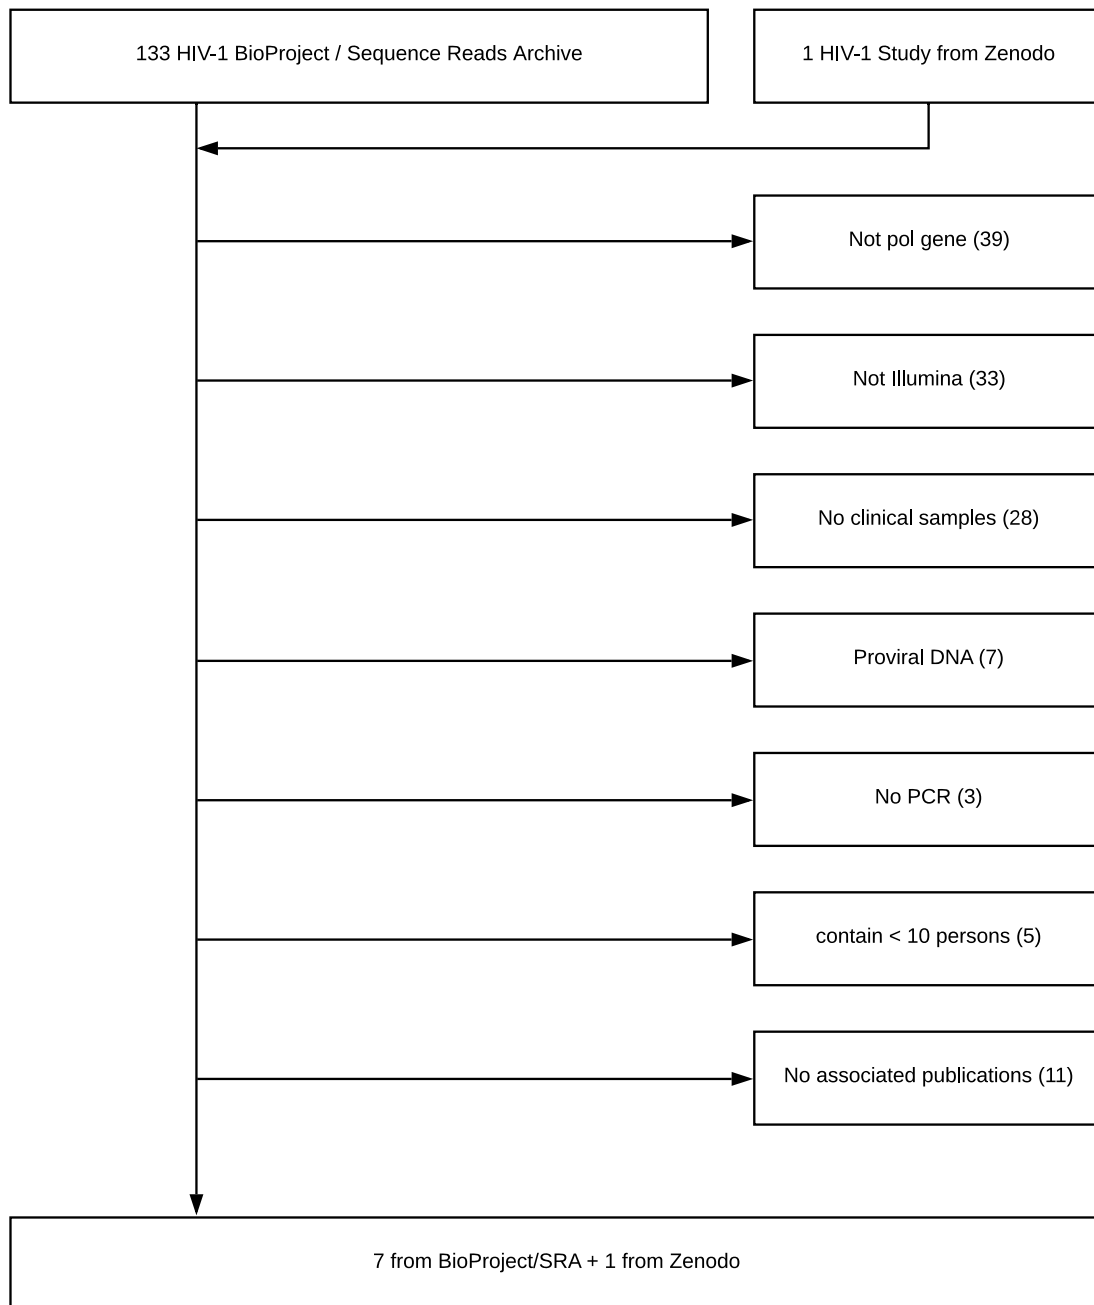 133 HIV-1 BioProject / Sequence Reads Archive
1 HIV-1 Study from Zenodo
Not pol gene (39)
Not Illumina (33)
No clinical samples (28)
Proviral DNA (7)
No PCR (3)
contain < 10 persons (5)
No associated publications (11)
7 from BioProject/SRA + 1 from Zenodo